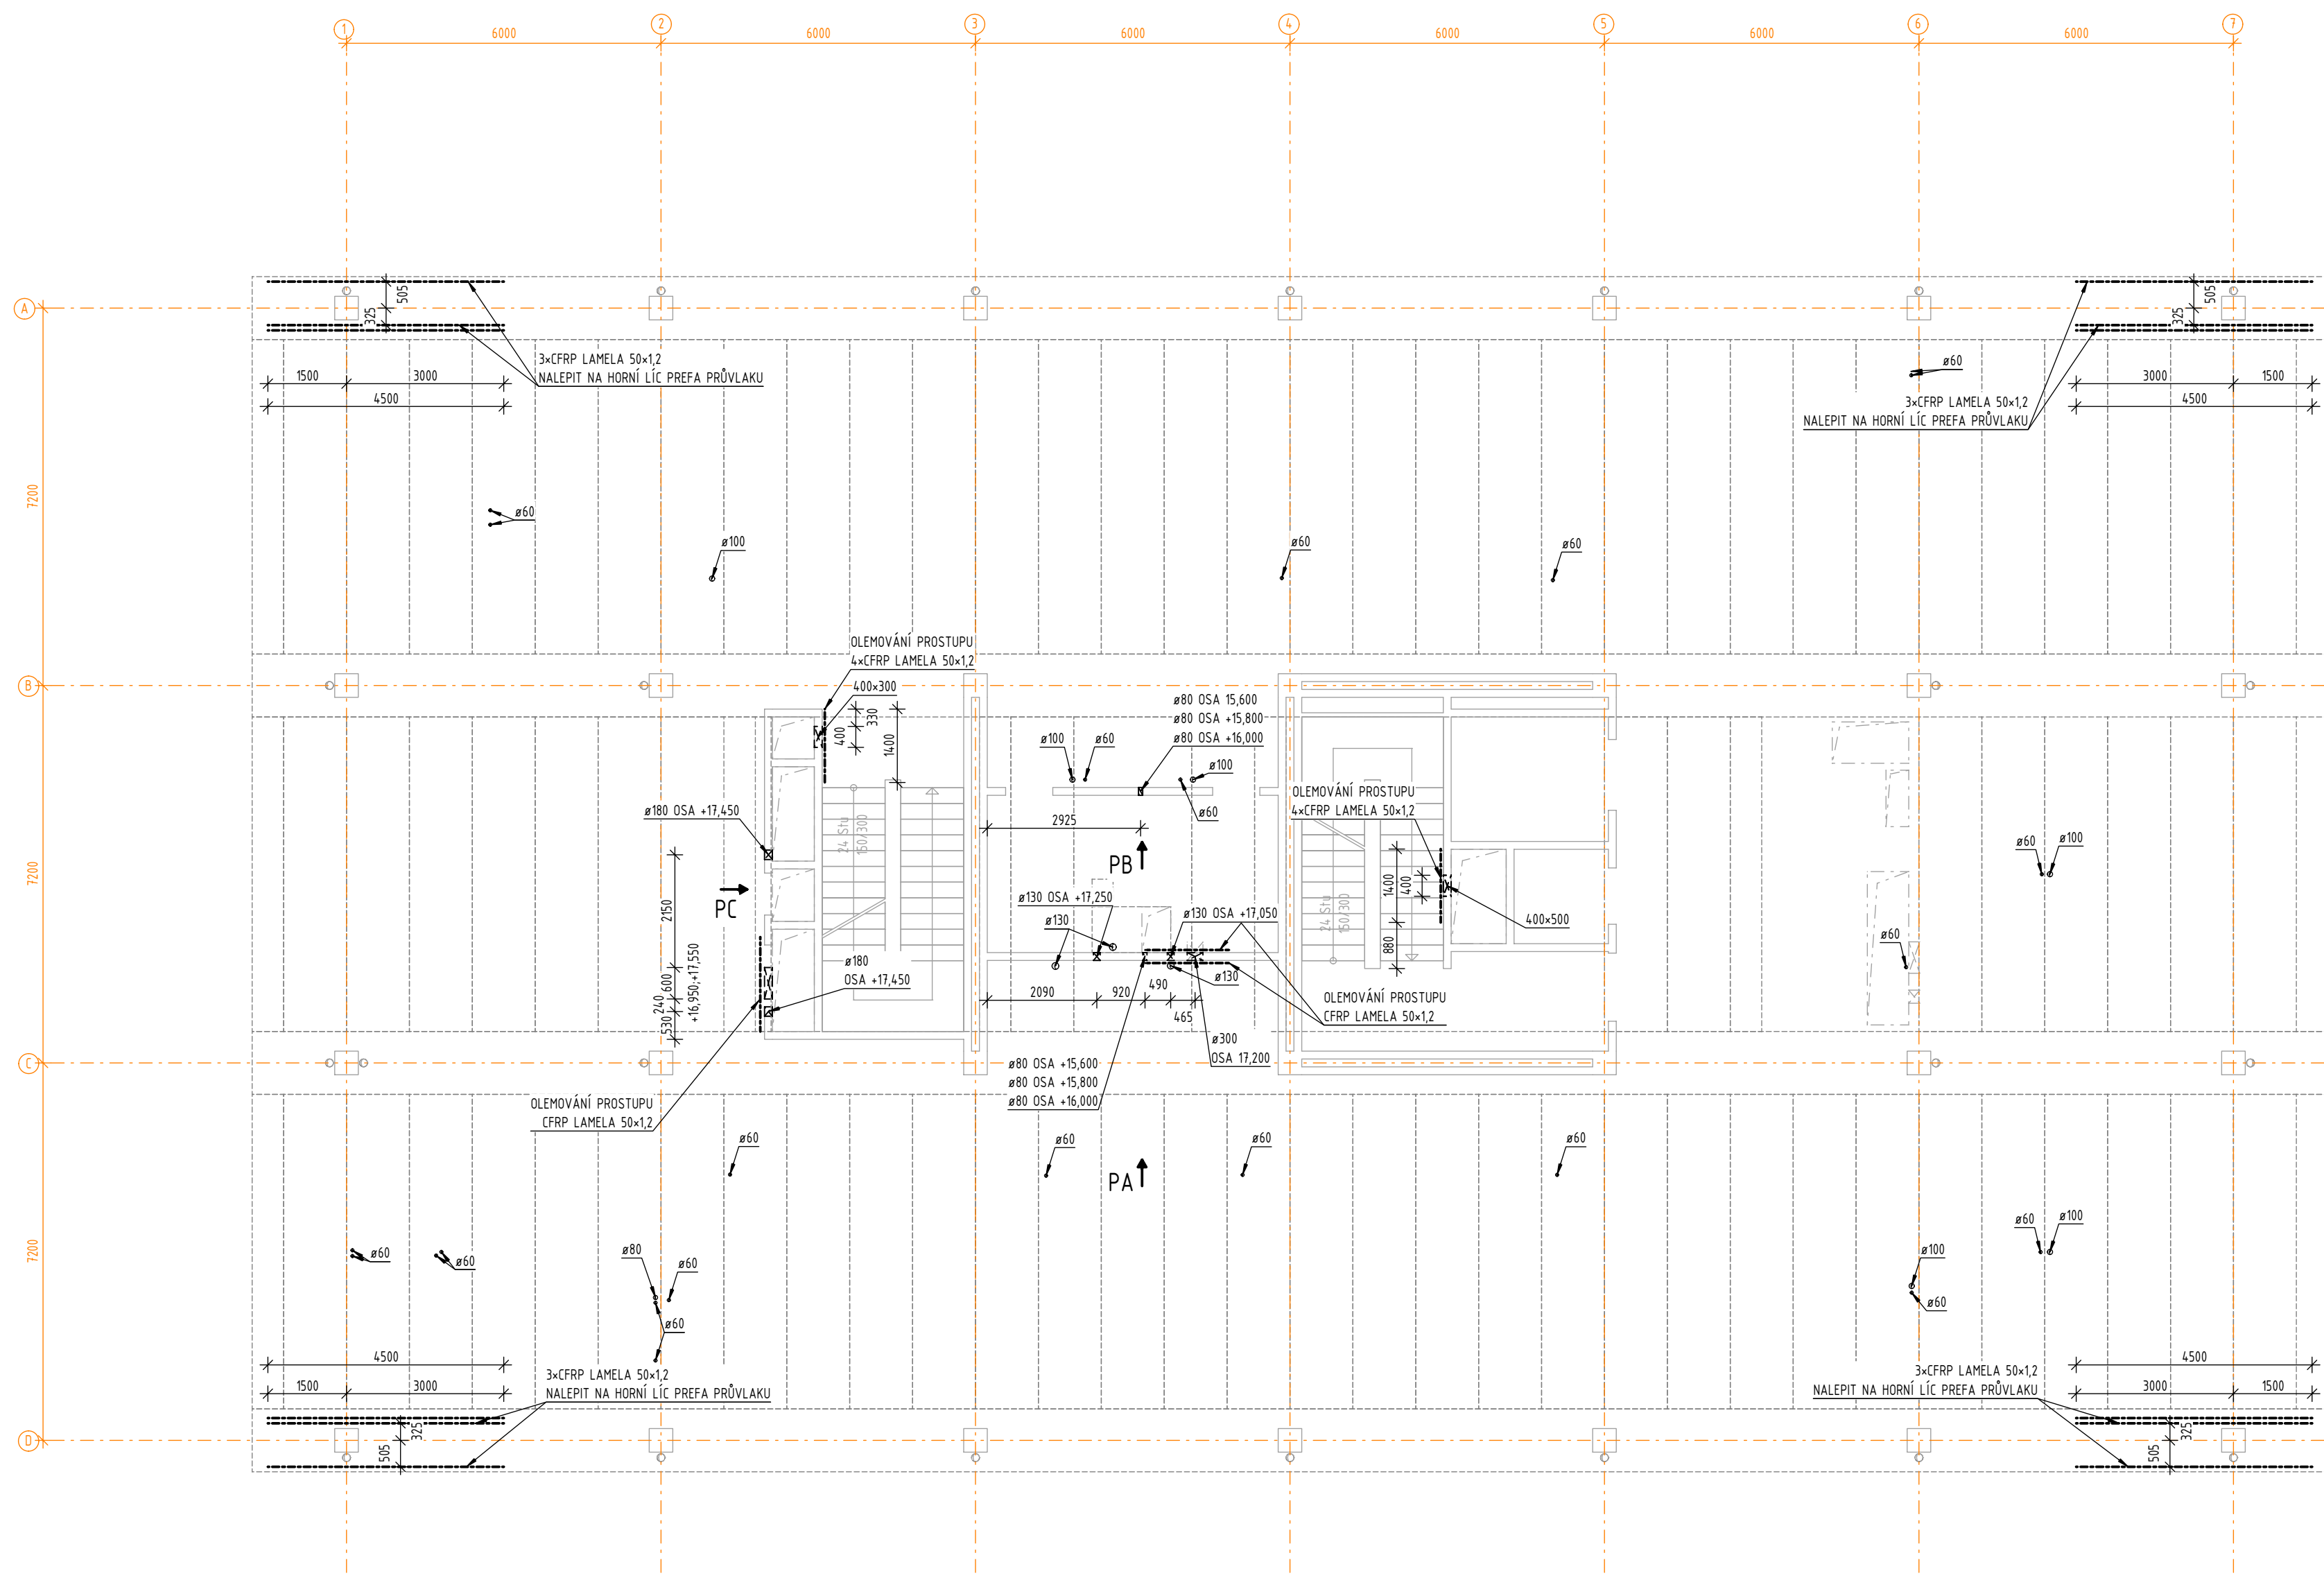 1
2
3
4
5
6
7
6000
6000
6000
6000
6000
6000
A
B
C
D
7200
7200
7200
505
325
3×CFRP LAMELA 50×1,2
NALEPIT NA HORNÍ LÍC PREFA PRŮVLAKU
1500
3000
4500
505
325
ø60
3000
1500
4500
3×CFRP LAMELA 50×1,2
NALEPIT NA HORNÍ LÍC PREFA PRŮVLAKU
ø60
ø100
ø60
ø60
OLEMOVÁNÍ PROSTUPU
4×CFRP LAMELA 50×1,2
400×300
330
400
1400
ø80 OSA 15,600
ø80 OSA +15,800
ø80 OSA +16,000
ø100
ø60
ø100
ø60
OLEMOVÁNÍ PROSTUPU
4×CFRP LAMELA 50×1,2
ø180 OSA +17,450
24 Stu
150/300
2925
PB
PC
2150
ø130 OSA +17,250
ø130
ø130 OSA +17,050
1400
400
880
24 Stu
150/300
400×500
ø60
ø100
ø60
ø180
OSA +17,450
600
240
530
+16,950;+17,550
2090
920
490
465
ø130
OLEMOVÁNÍ PROSTUPU
CFRP LAMELA 50×1,2
ø300
OSA 17,200
ø80 OSA +15,600
ø80 OSA +15,800
ø80 OSA +16,000
OLEMOVÁNÍ PROSTUPU
CFRP LAMELA 50×1,2
ø60
ø60
ø60
ø60
PA
ø60
ø60
ø80
ø60
ø60
ø60
ø100
ø100
ø60
4500
1500
3000
3×CFRP LAMELA 50×1,2
NALEPIT NA HORNÍ LÍC PREFA PRŮVLAKU
325
505
3×CFRP LAMELA 50×1,2
NALEPIT NA HORNÍ LÍC PREFA PRŮVLAKU
4500
3000
1500
325
505